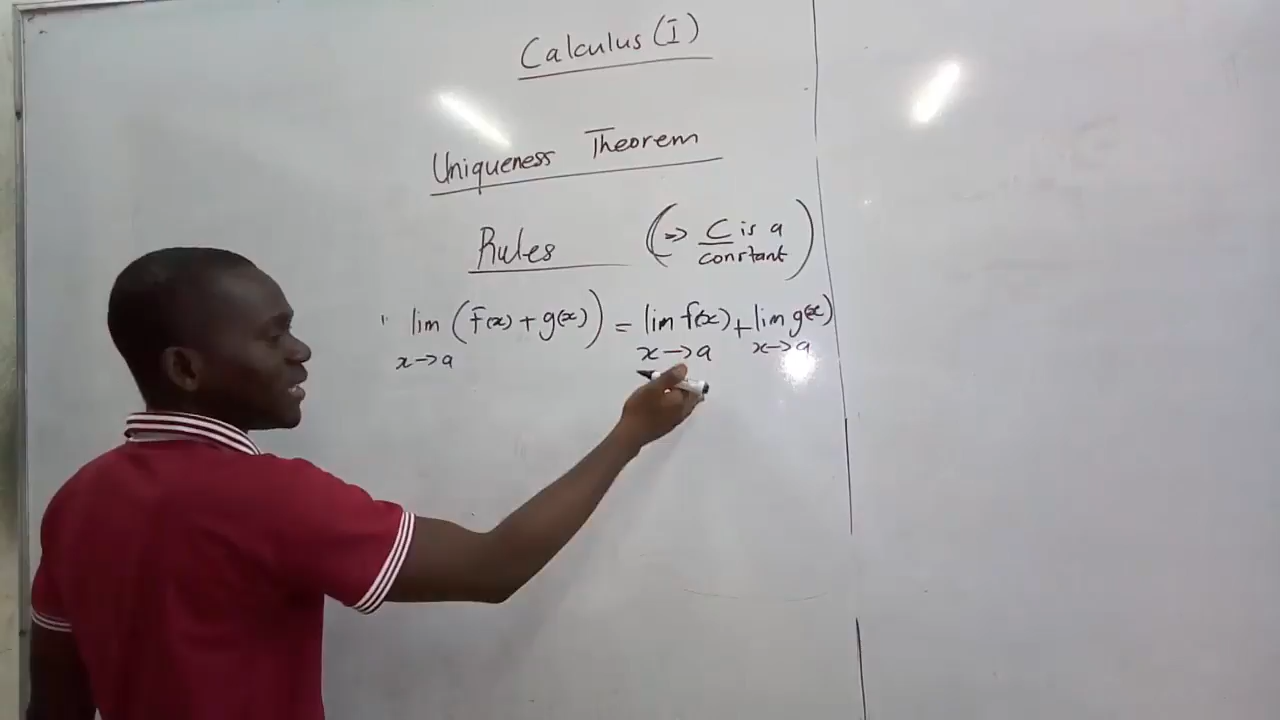 Calculus (I)
Uniqueness Theorem
Rules (=> C is a
constant)
lim (f(x) + g(x)) = lim f(x) + lim g(x)
x→a x→a x→a